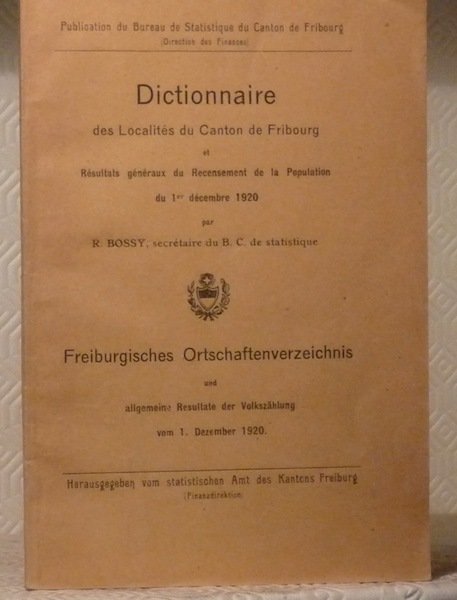 Publication du Bureau de Statistique du Canton de Fribourg
(Direction des Finances)
Dictionnaire
des Localités du Canton de Fribourg
et
Résultats généraux du Recensement de la Population
du 1er décembre 1920
par
R. BOSSY, secrétaire du B. C. de statistique
Freiburgisches Ortschaftenverzeichnis
und
allgemeine Resultate der Volkszählung
vom 1. Dezember 1920.
Herausgegeben vom statistischen Amt des Kantons Freiburg
(Finanzdirektion)